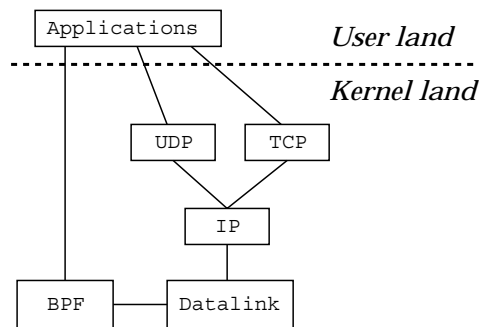 Applications
User land
Kernel land
UDP
TCP
IP
BPF
Datalink